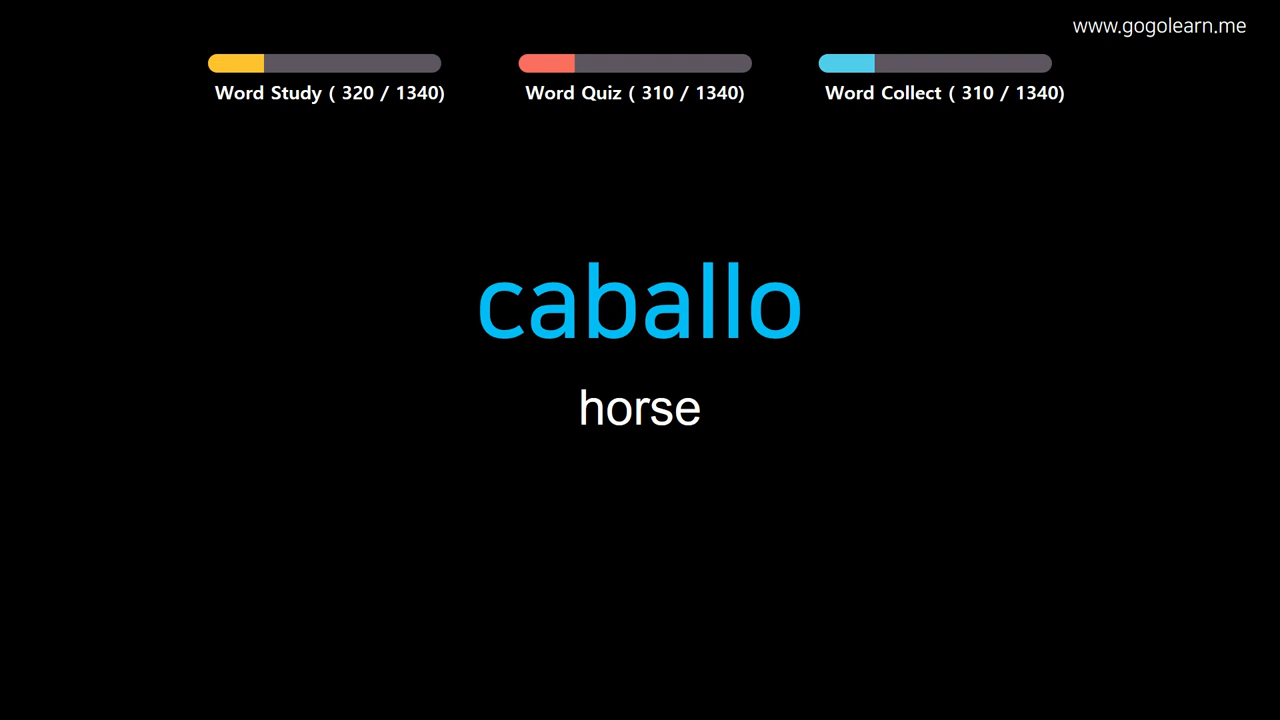 www.gogolearn.me
Word Study ( 320 / 1340)
Word Quiz ( 310 / 1340)
Word Collect ( 310 / 1340)
caballo
horse